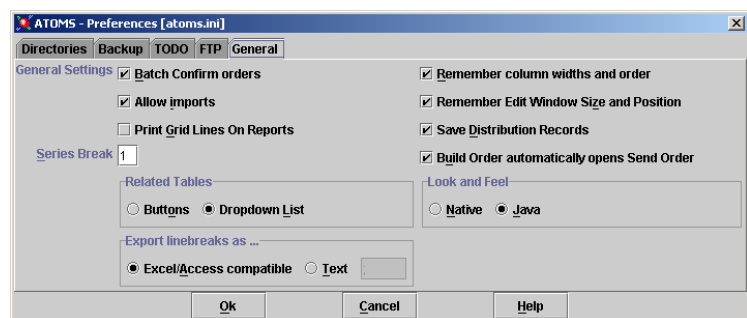 ATOMS - Preferences [atoms.ini]
Directories Backup TODO FTP General
General Settings Batch Confirm orders Remember column widths and order
Allow imports Remember Edit Window Size and Position
Print Grid Lines On Reports Save Distribution Records
Series Break 1 Build Order automatically opens Send Order
Related Tables Look and Feel
Buttons Dropdown List Native Java
Export linebreaks as ...
Excel/Access compatible Text ;
Ok Cancel Help